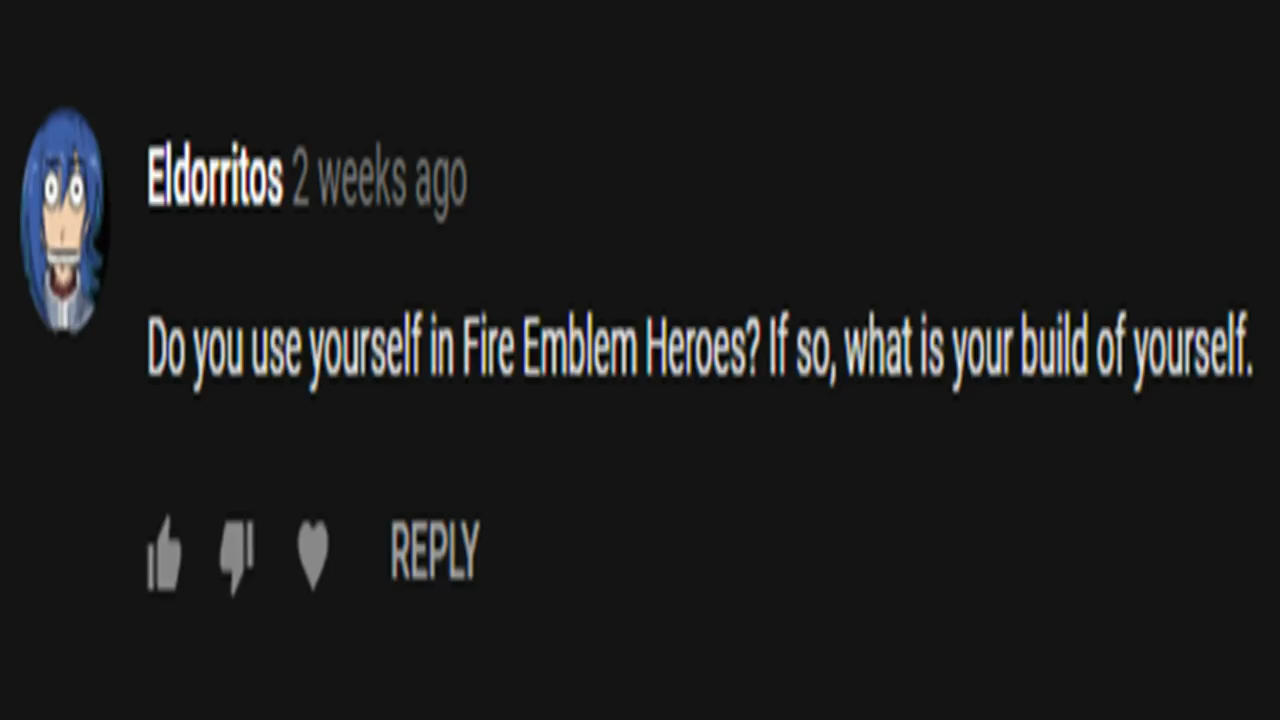 Eldorritos 2 weeks ago
Do you use yourself in Fire Emblem Heroes? If so, what is your build of yourself.
REPLY